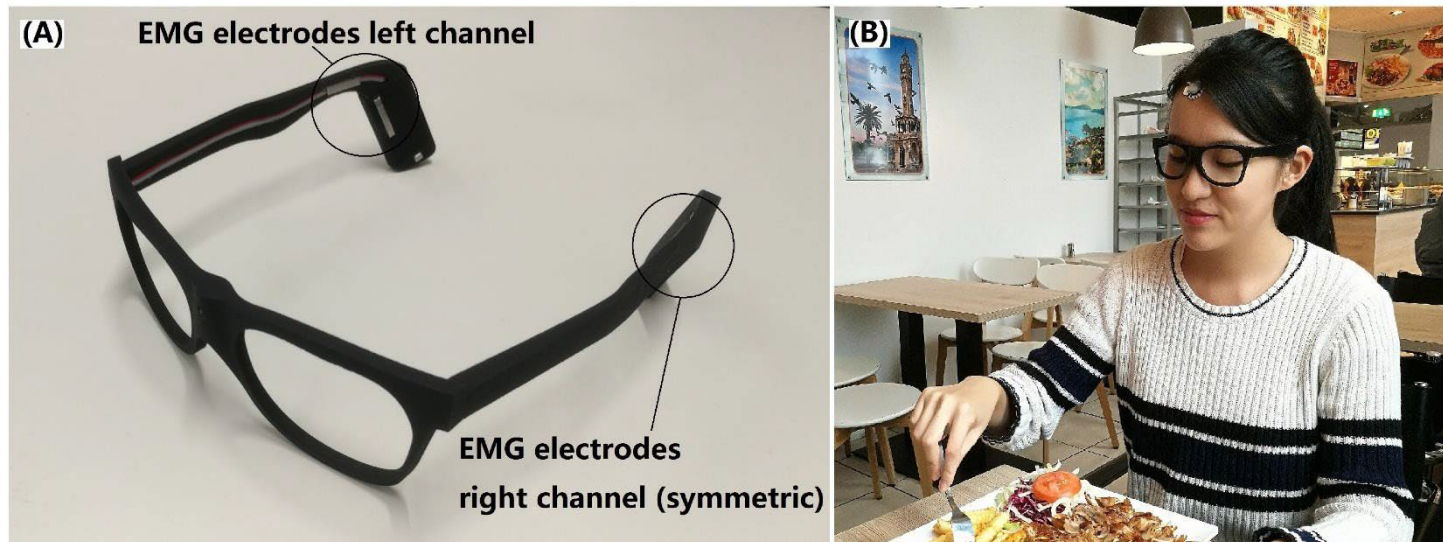 (A)
EMG electrodes left channel
EMG electrodes
right channel (symmetric)
(B)